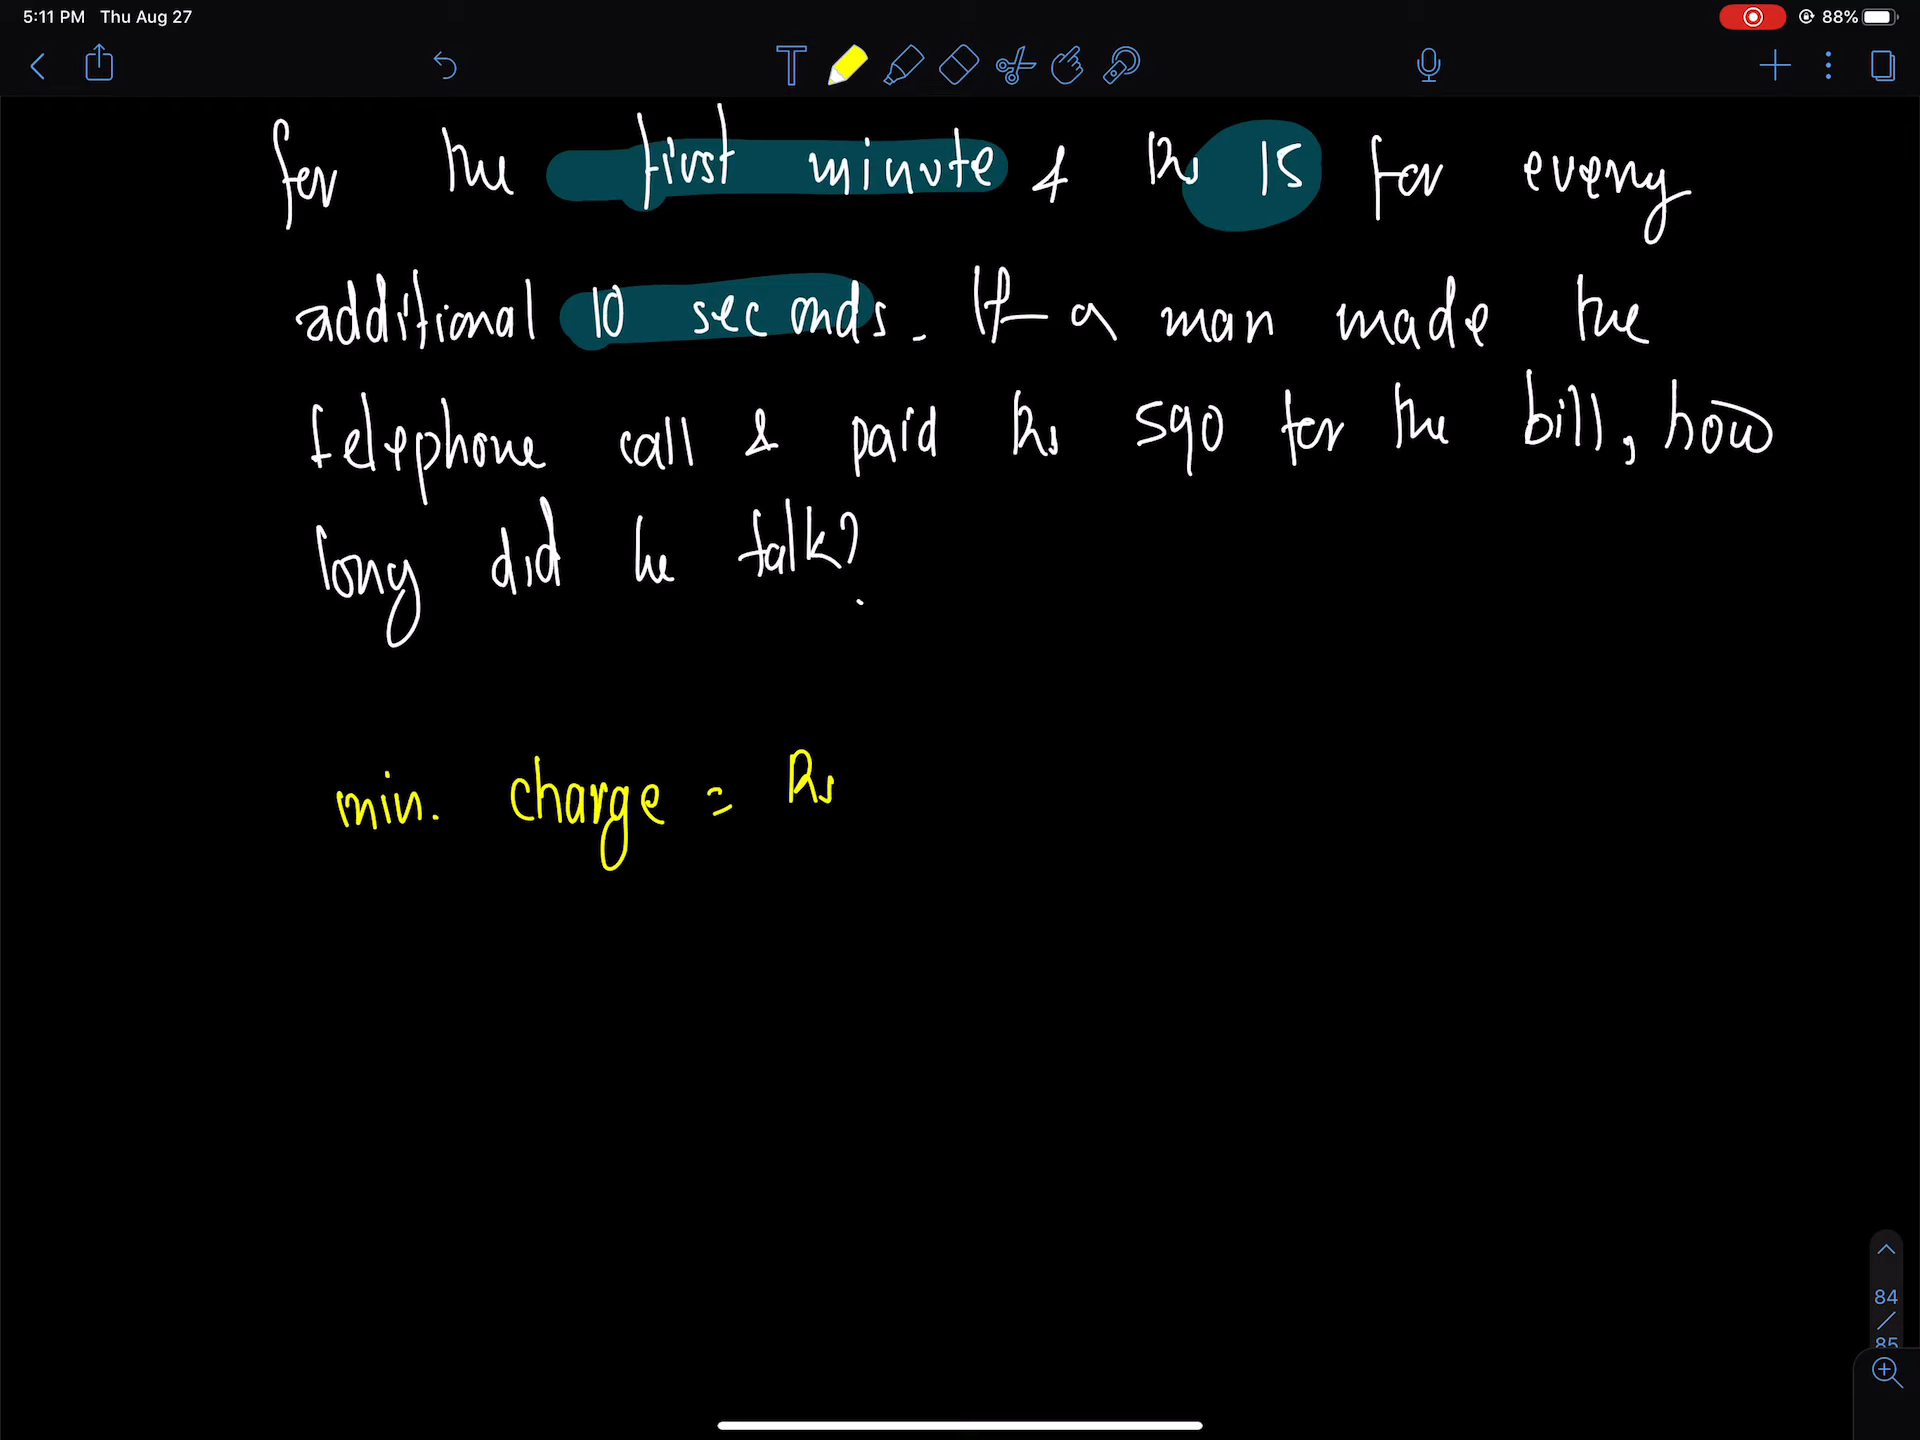 5:11 PM Thu Aug 27 88%
T
for the first minute & Rs 15 for every
additional 10 seconds. If a man made the
telephone call & paid Rs 590 for the bill, how
long did he talk?
min. charge = Rs
84
/
85